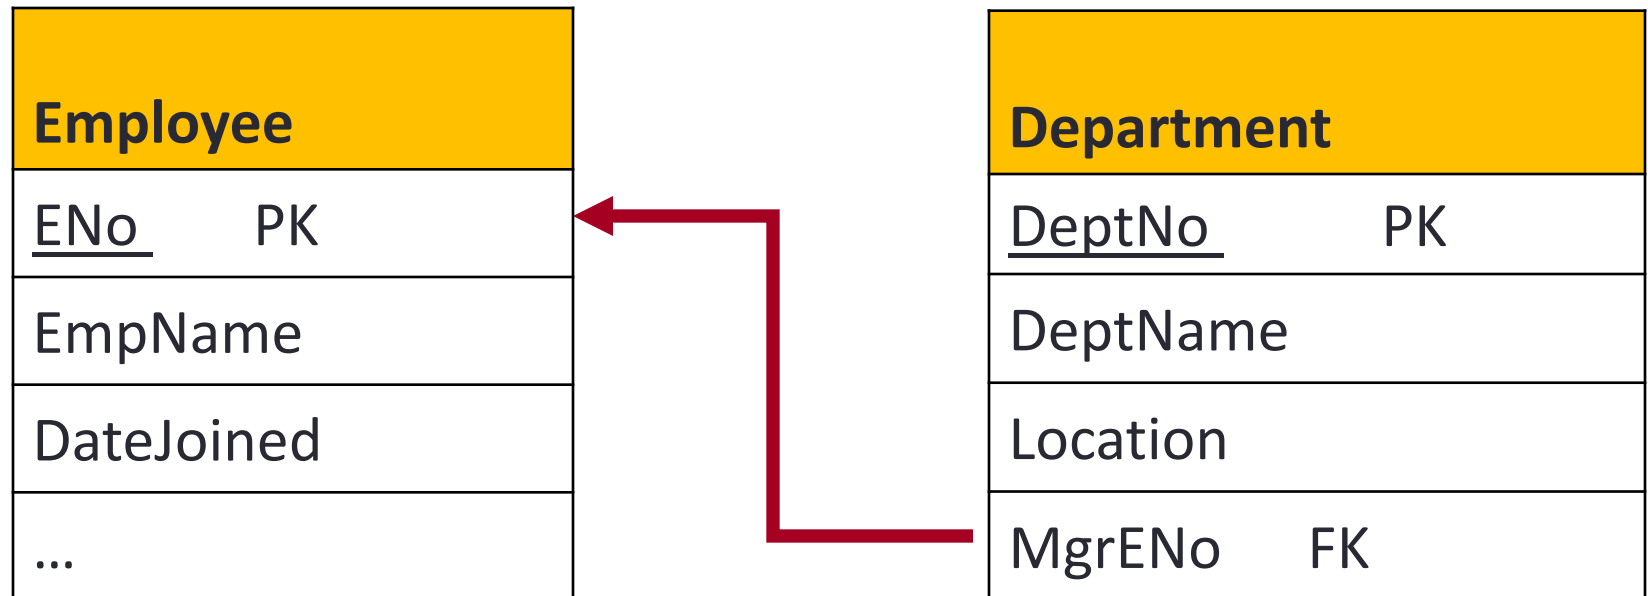 Employee
ENo PK
EmpName
DateJoined
...
Department
DeptNo PK
DeptName
Location
MgrENo FK